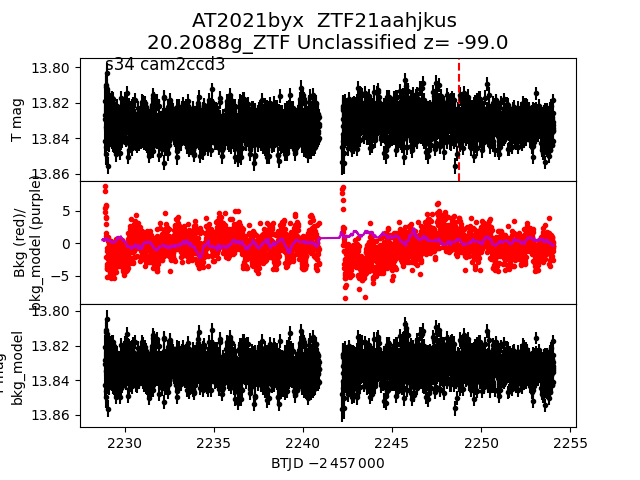 AT2021byx ZTF21aahjkus
20.2088g_ZTF Unclassified z= -99.0
s34 cam2ccd3
13.80
13.82
13.84
13.86
T mag
5
0
−5
Bkg (red)/
bkg_model (purple)
13.80
13.82
13.84
13.86
bkg_model
2230
2235
2240
2245
2250
2255
BTJD −2 457 000